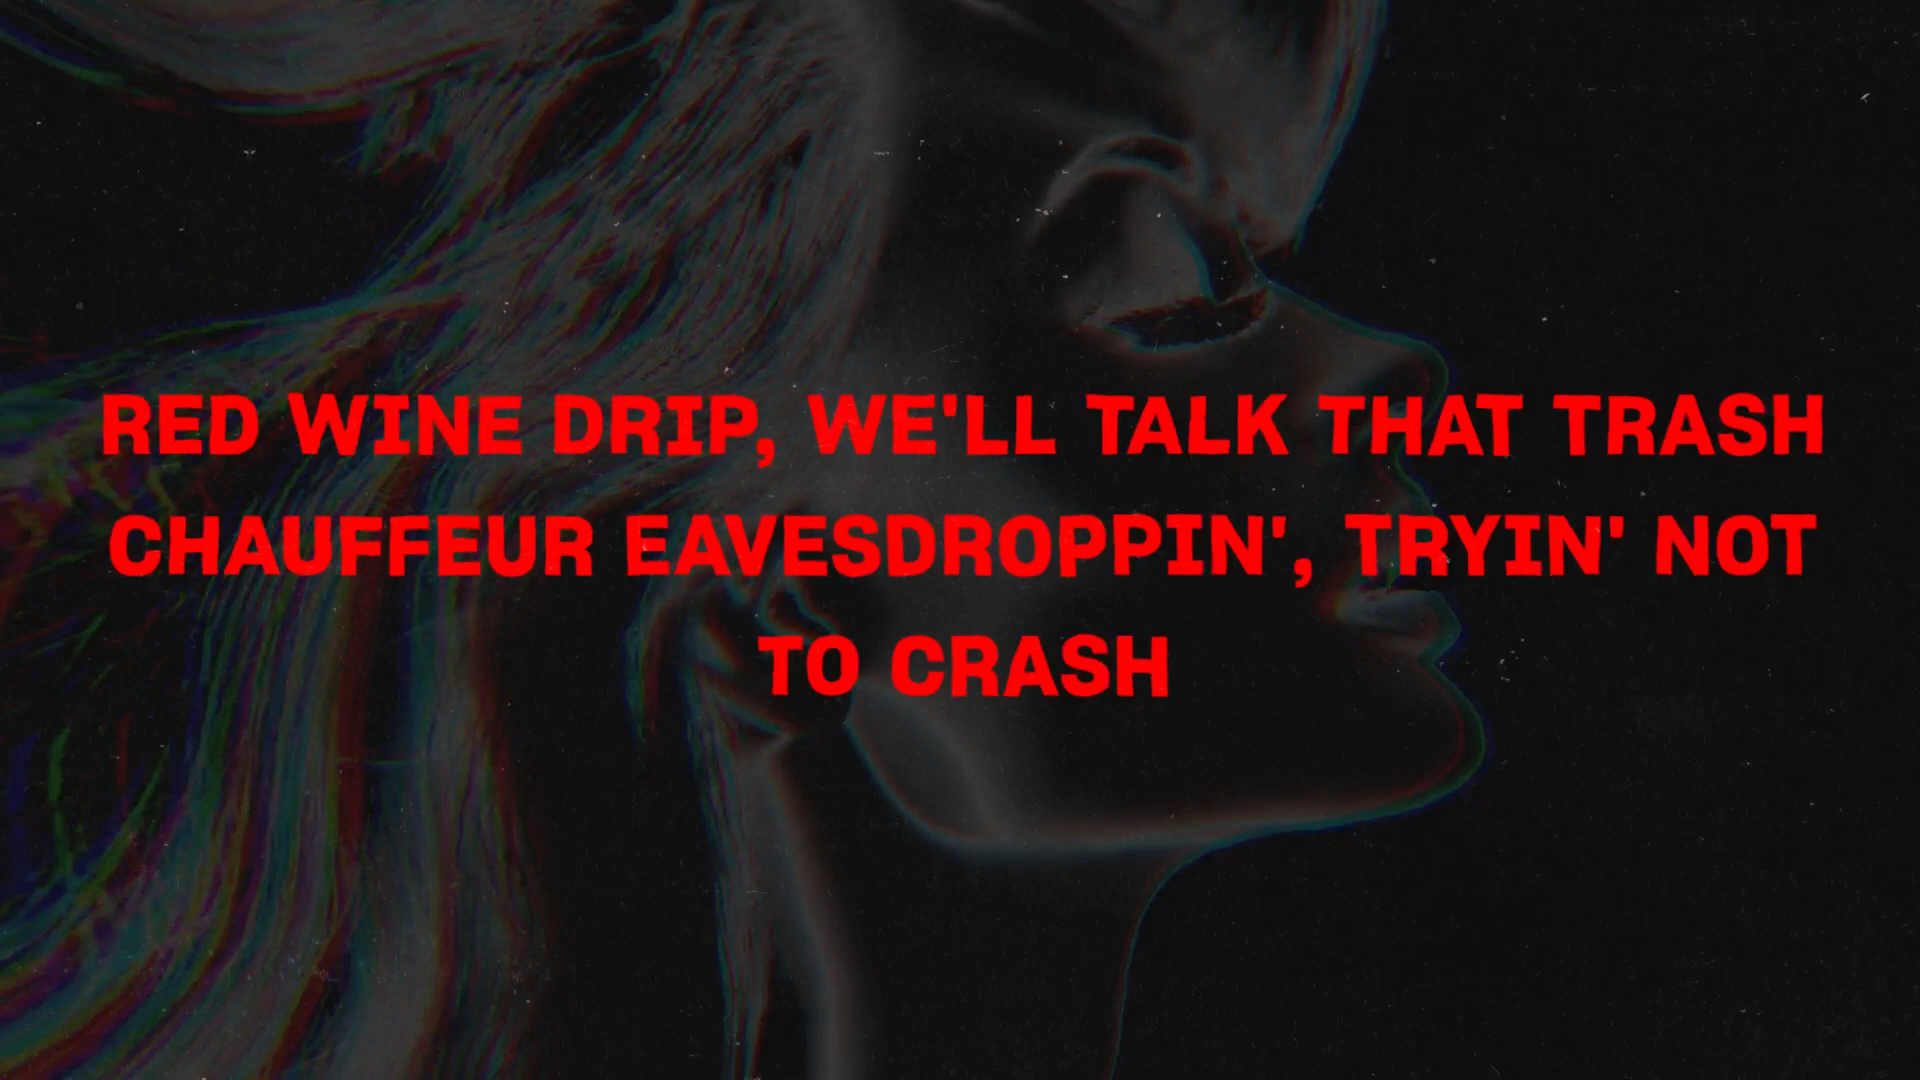 RED WINE DRIP, WE'LL TALK THAT TRASH
CHAUFFEUR EAVESDROPPIN', TRYIN' NOT
TO CRASH